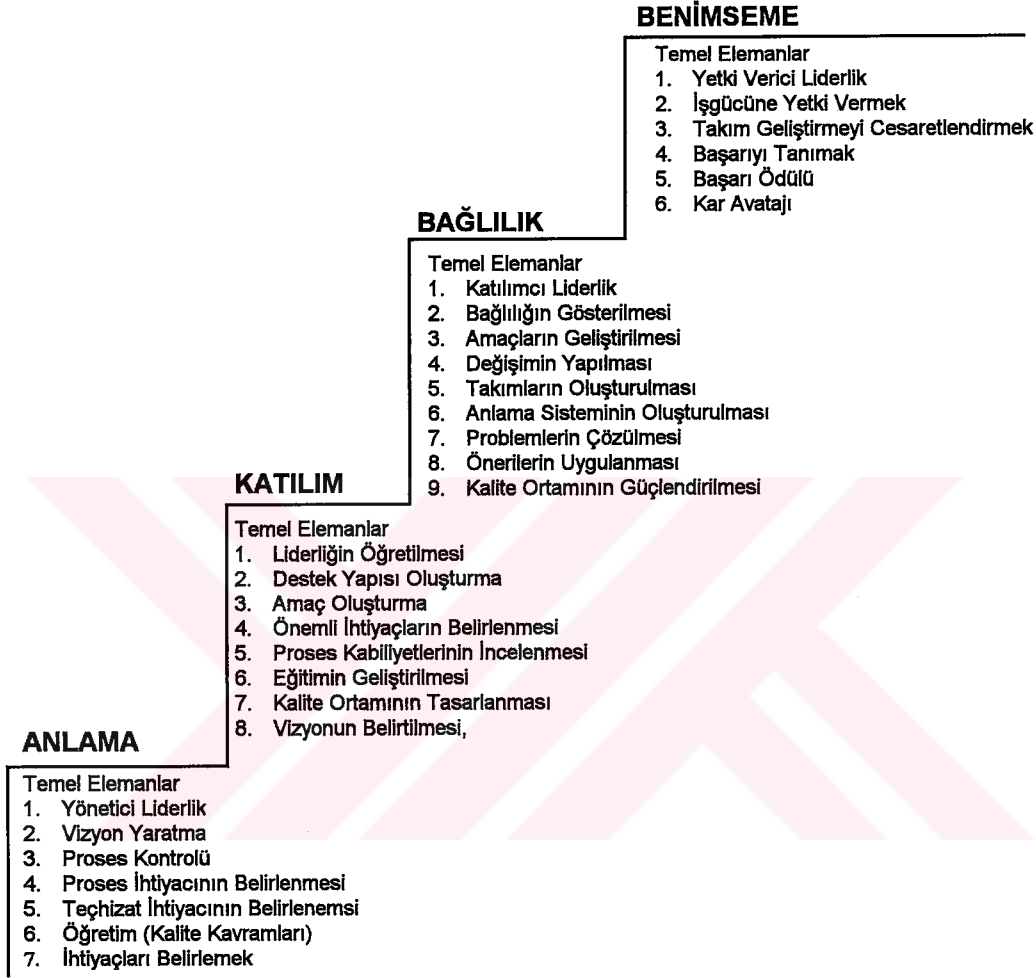 BENİMSEME
Temel Elemanlar
1. Yetki Verici Liderlik
2. İşgücüne Yetki Vermek
3. Takım Geliştirmeyi Cesaretlendirmek
4. Başarıyı Tanımak
5. Başarı Ödülü
6. Kar Avatajı
BAĞLILIK
Temel Elemanlar
1. Katılımcı Liderlik
2. Bağlılığın Gösterilmesi
3. Amaçların Geliştirilmesi
4. Değişimin Yapılması
5. Takımların Oluşturulması
6. Anlama Sisteminin Oluşturulması
7. Problemlerin Çözülmesi
8. Önerilerin Uygulanması
9. Kalite Ortamının Güçlendirilmesi
KATILIM
Temel Elemanlar
1. Liderliğin Öğretilmesi
2. Destek Yapısı Oluşturma
3. Amaç Oluşturma
4. Önemli İhtiyaçların Belirlenmesi
5. Proses Kabiliyetlerinin İncelenmesi
6. Eğitimin Geliştirilmesi
7. Kalite Ortamının Tasarlanması
8. Vizyonun Belirtilmesi,
ANLAMA
Temel Elemanlar
1. Yönetici Liderlik
2. Vizyon Yaratma
3. Proses Kontrolü
4. Proses İhtiyacının Belirlenmesi
5. Teçhizat İhtiyacının Belirlenemsi
6. Öğretim (Kalite Kavramları)
7. İhtiyaçları Belirlemek